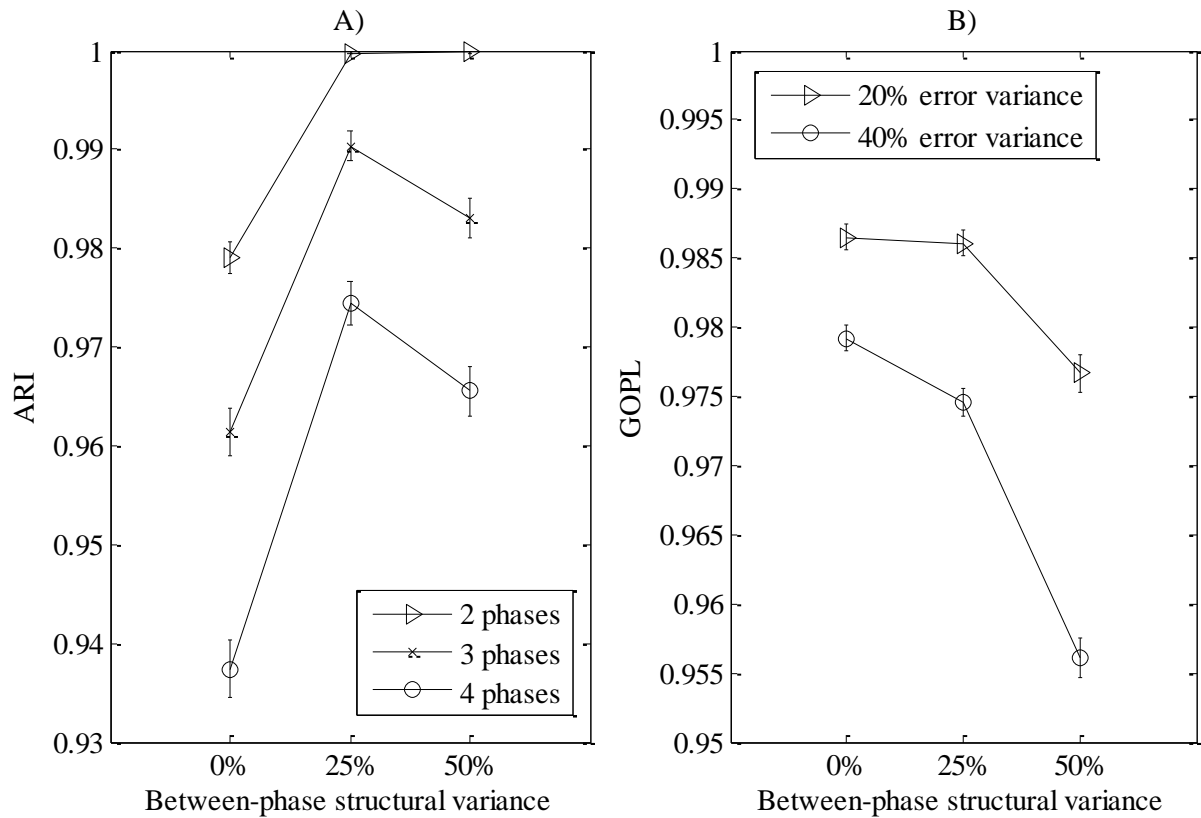 A)
1
0.99
0.98
0.97
0.96
0.95
0.94
0.93
ARI
2 phases
3 phases
4 phases
0%
25%
50%
Between-phase structural variance
B)
1
0.995
0.99
0.985
0.98
0.975
0.97
0.965
0.96
0.955
0.95
GOPL
20% error variance
40% error variance
0%
25%
50%
Between-phase structural variance